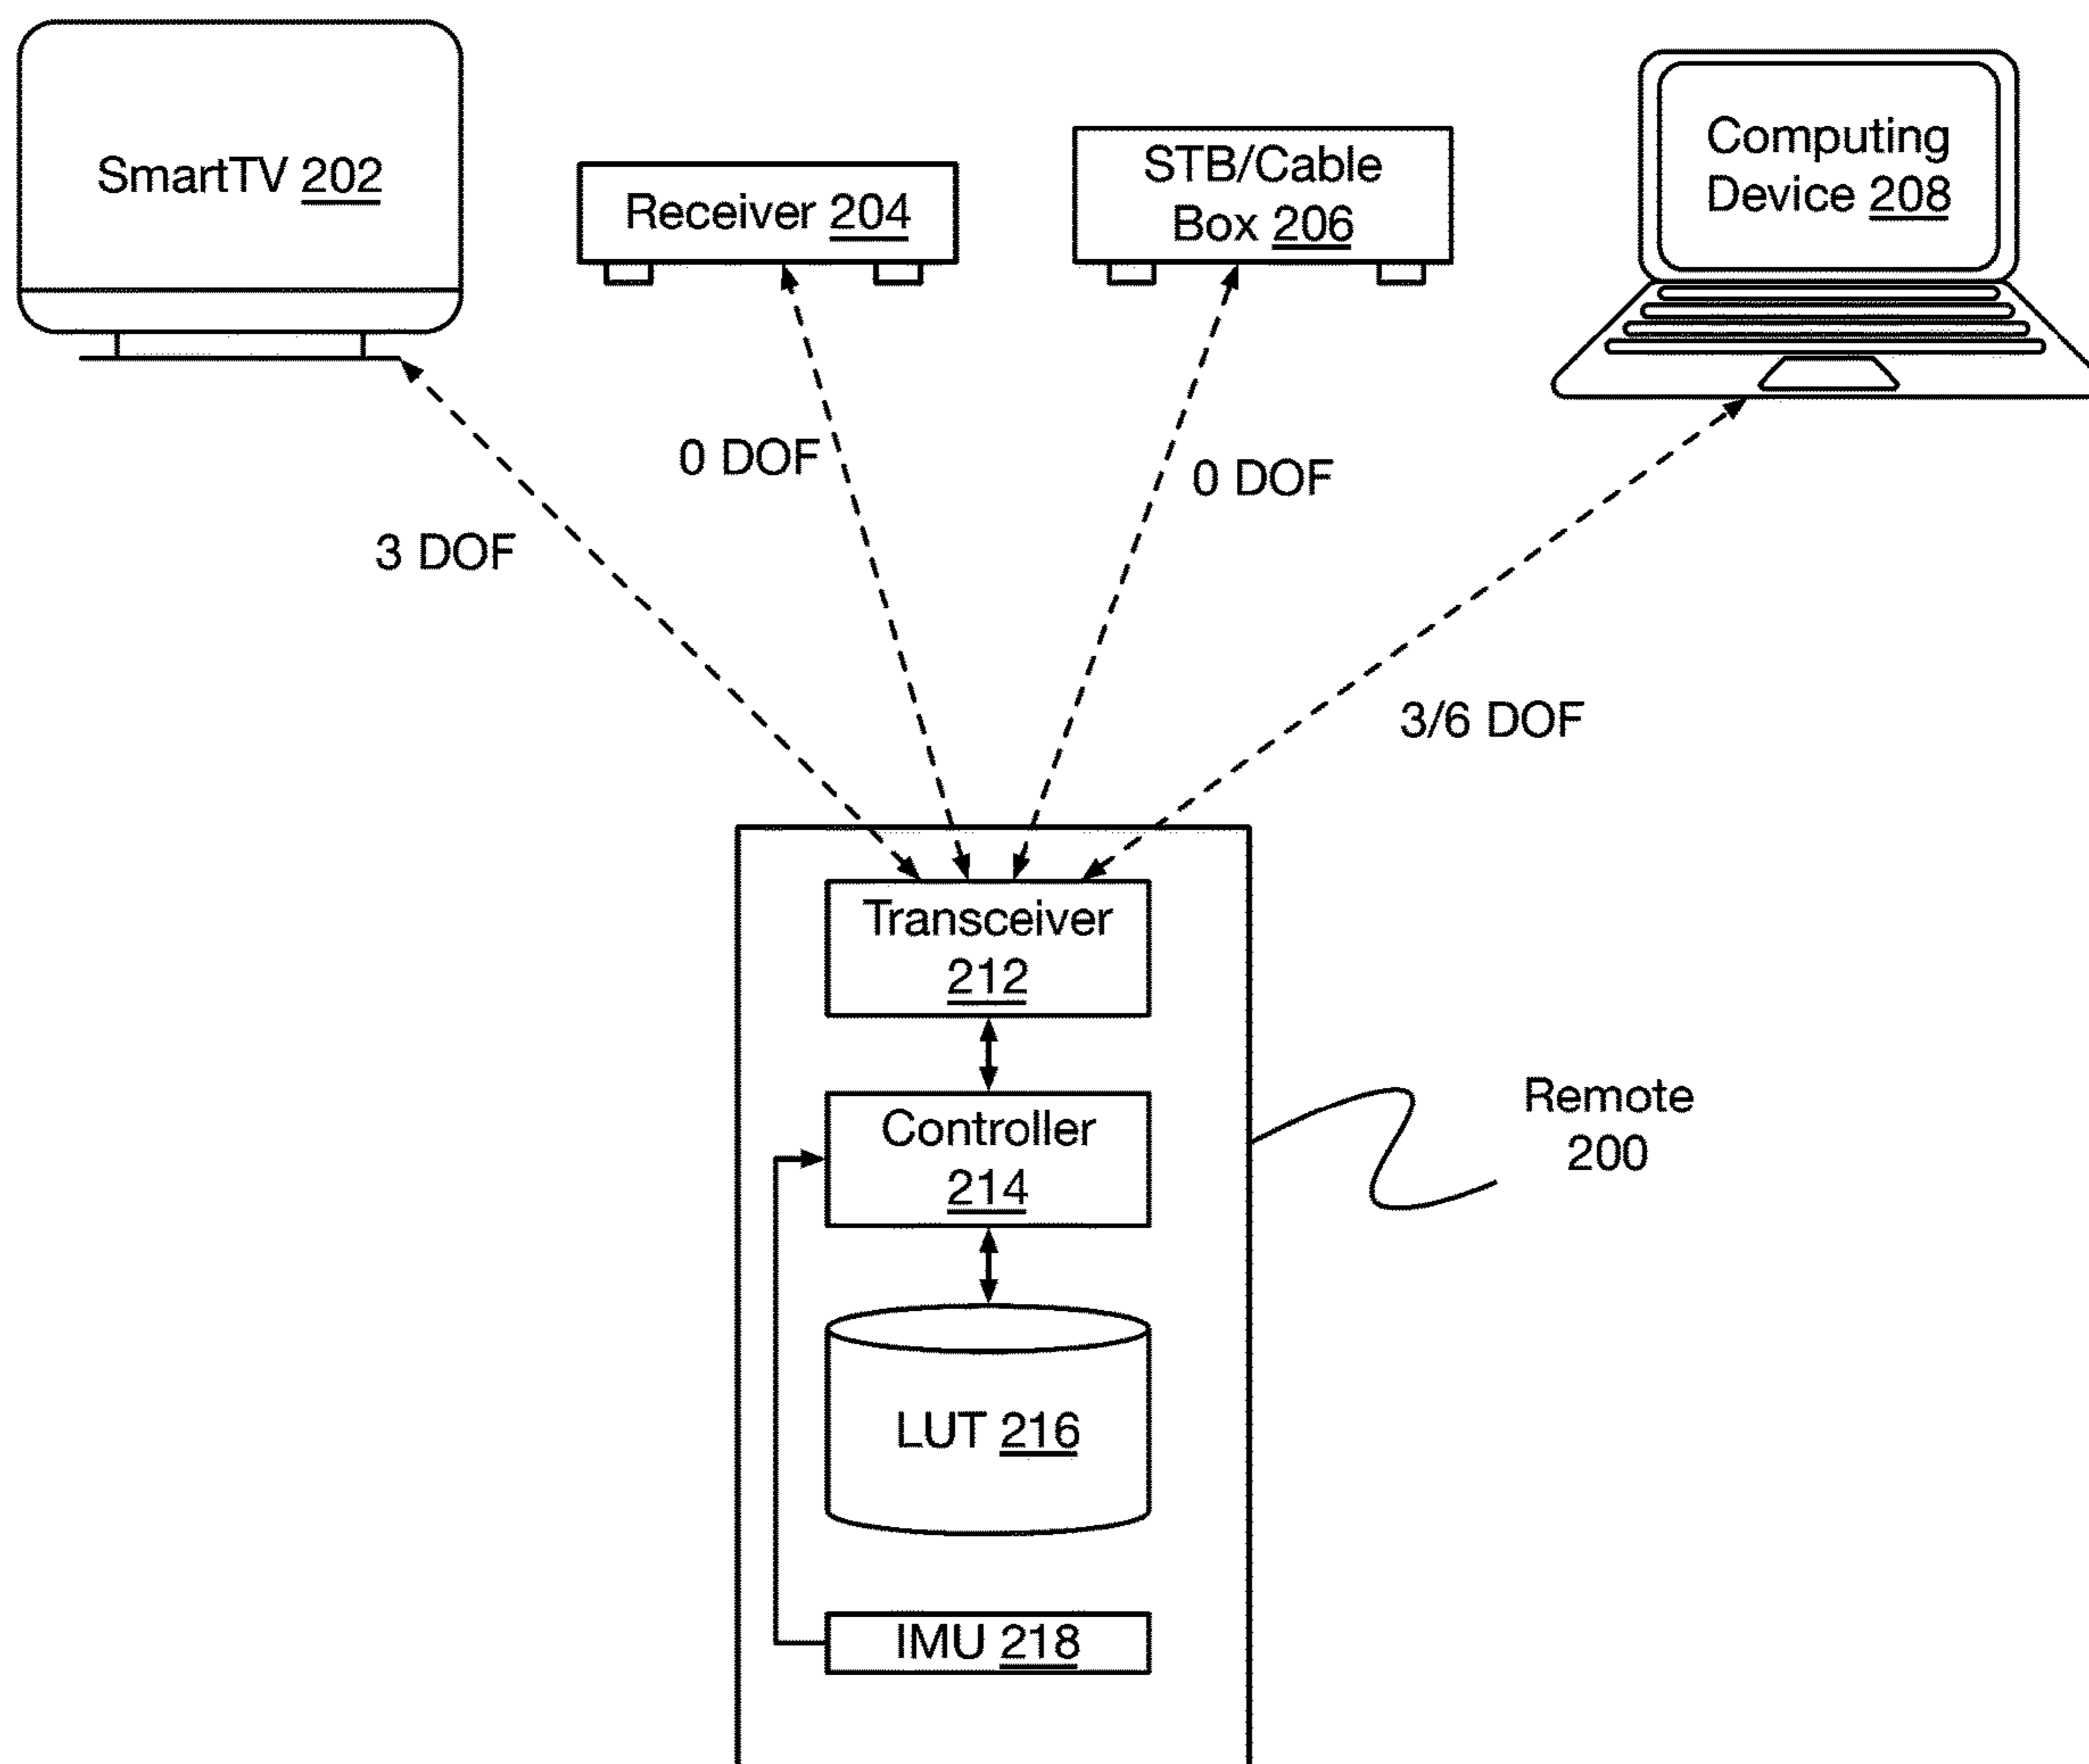 SmartTV 202
Receiver 204
STB/Cable
Box 206
Computing
Device 208
0 DOF
0 DOF
3 DOF
3/6 DOF
Transceiver
212
Controller
214
Remote
200
LUT 216
IMU 218